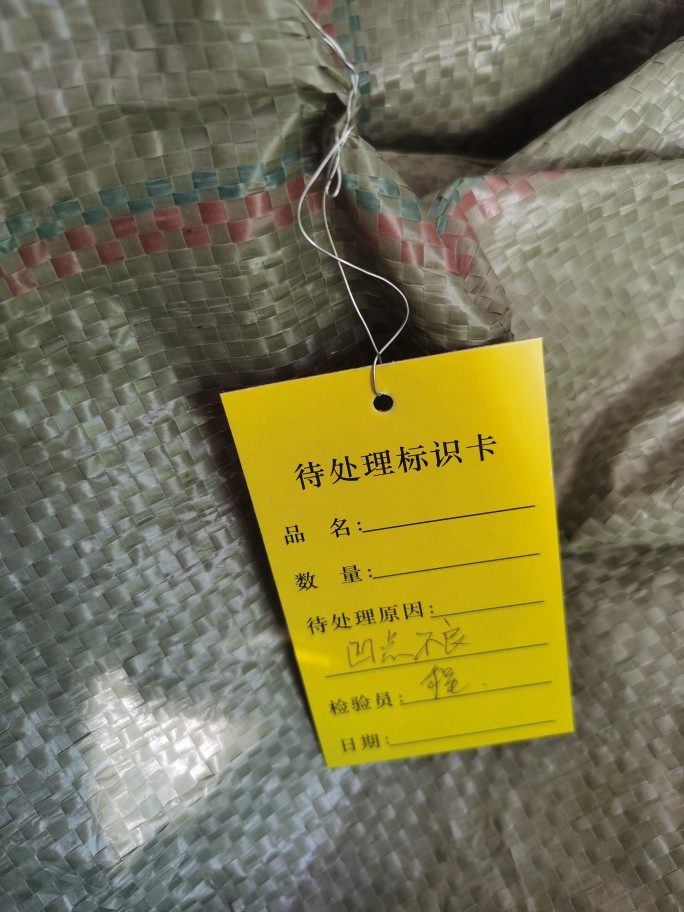 待处理标识卡
品 名:
数 量:
待处理原因:
凹点不良
检验员:
日期: